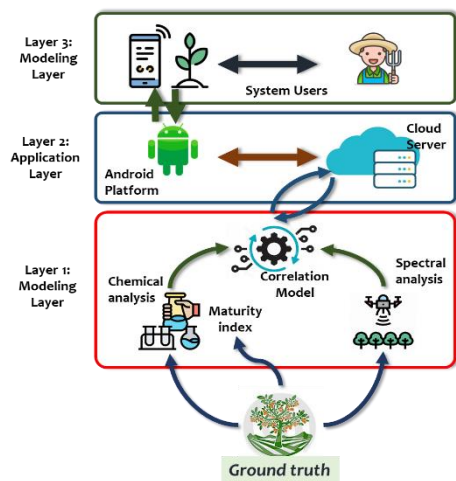 Layer 3:
Modeling
Layer
System Users
Layer 2:
Application
Layer
Android
Platform
Cloud
Server
Layer 1:
Modeling
Layer
Chemical
analysis
Maturity
index
Correlation
Model
Spectral
analysis
Ground truth